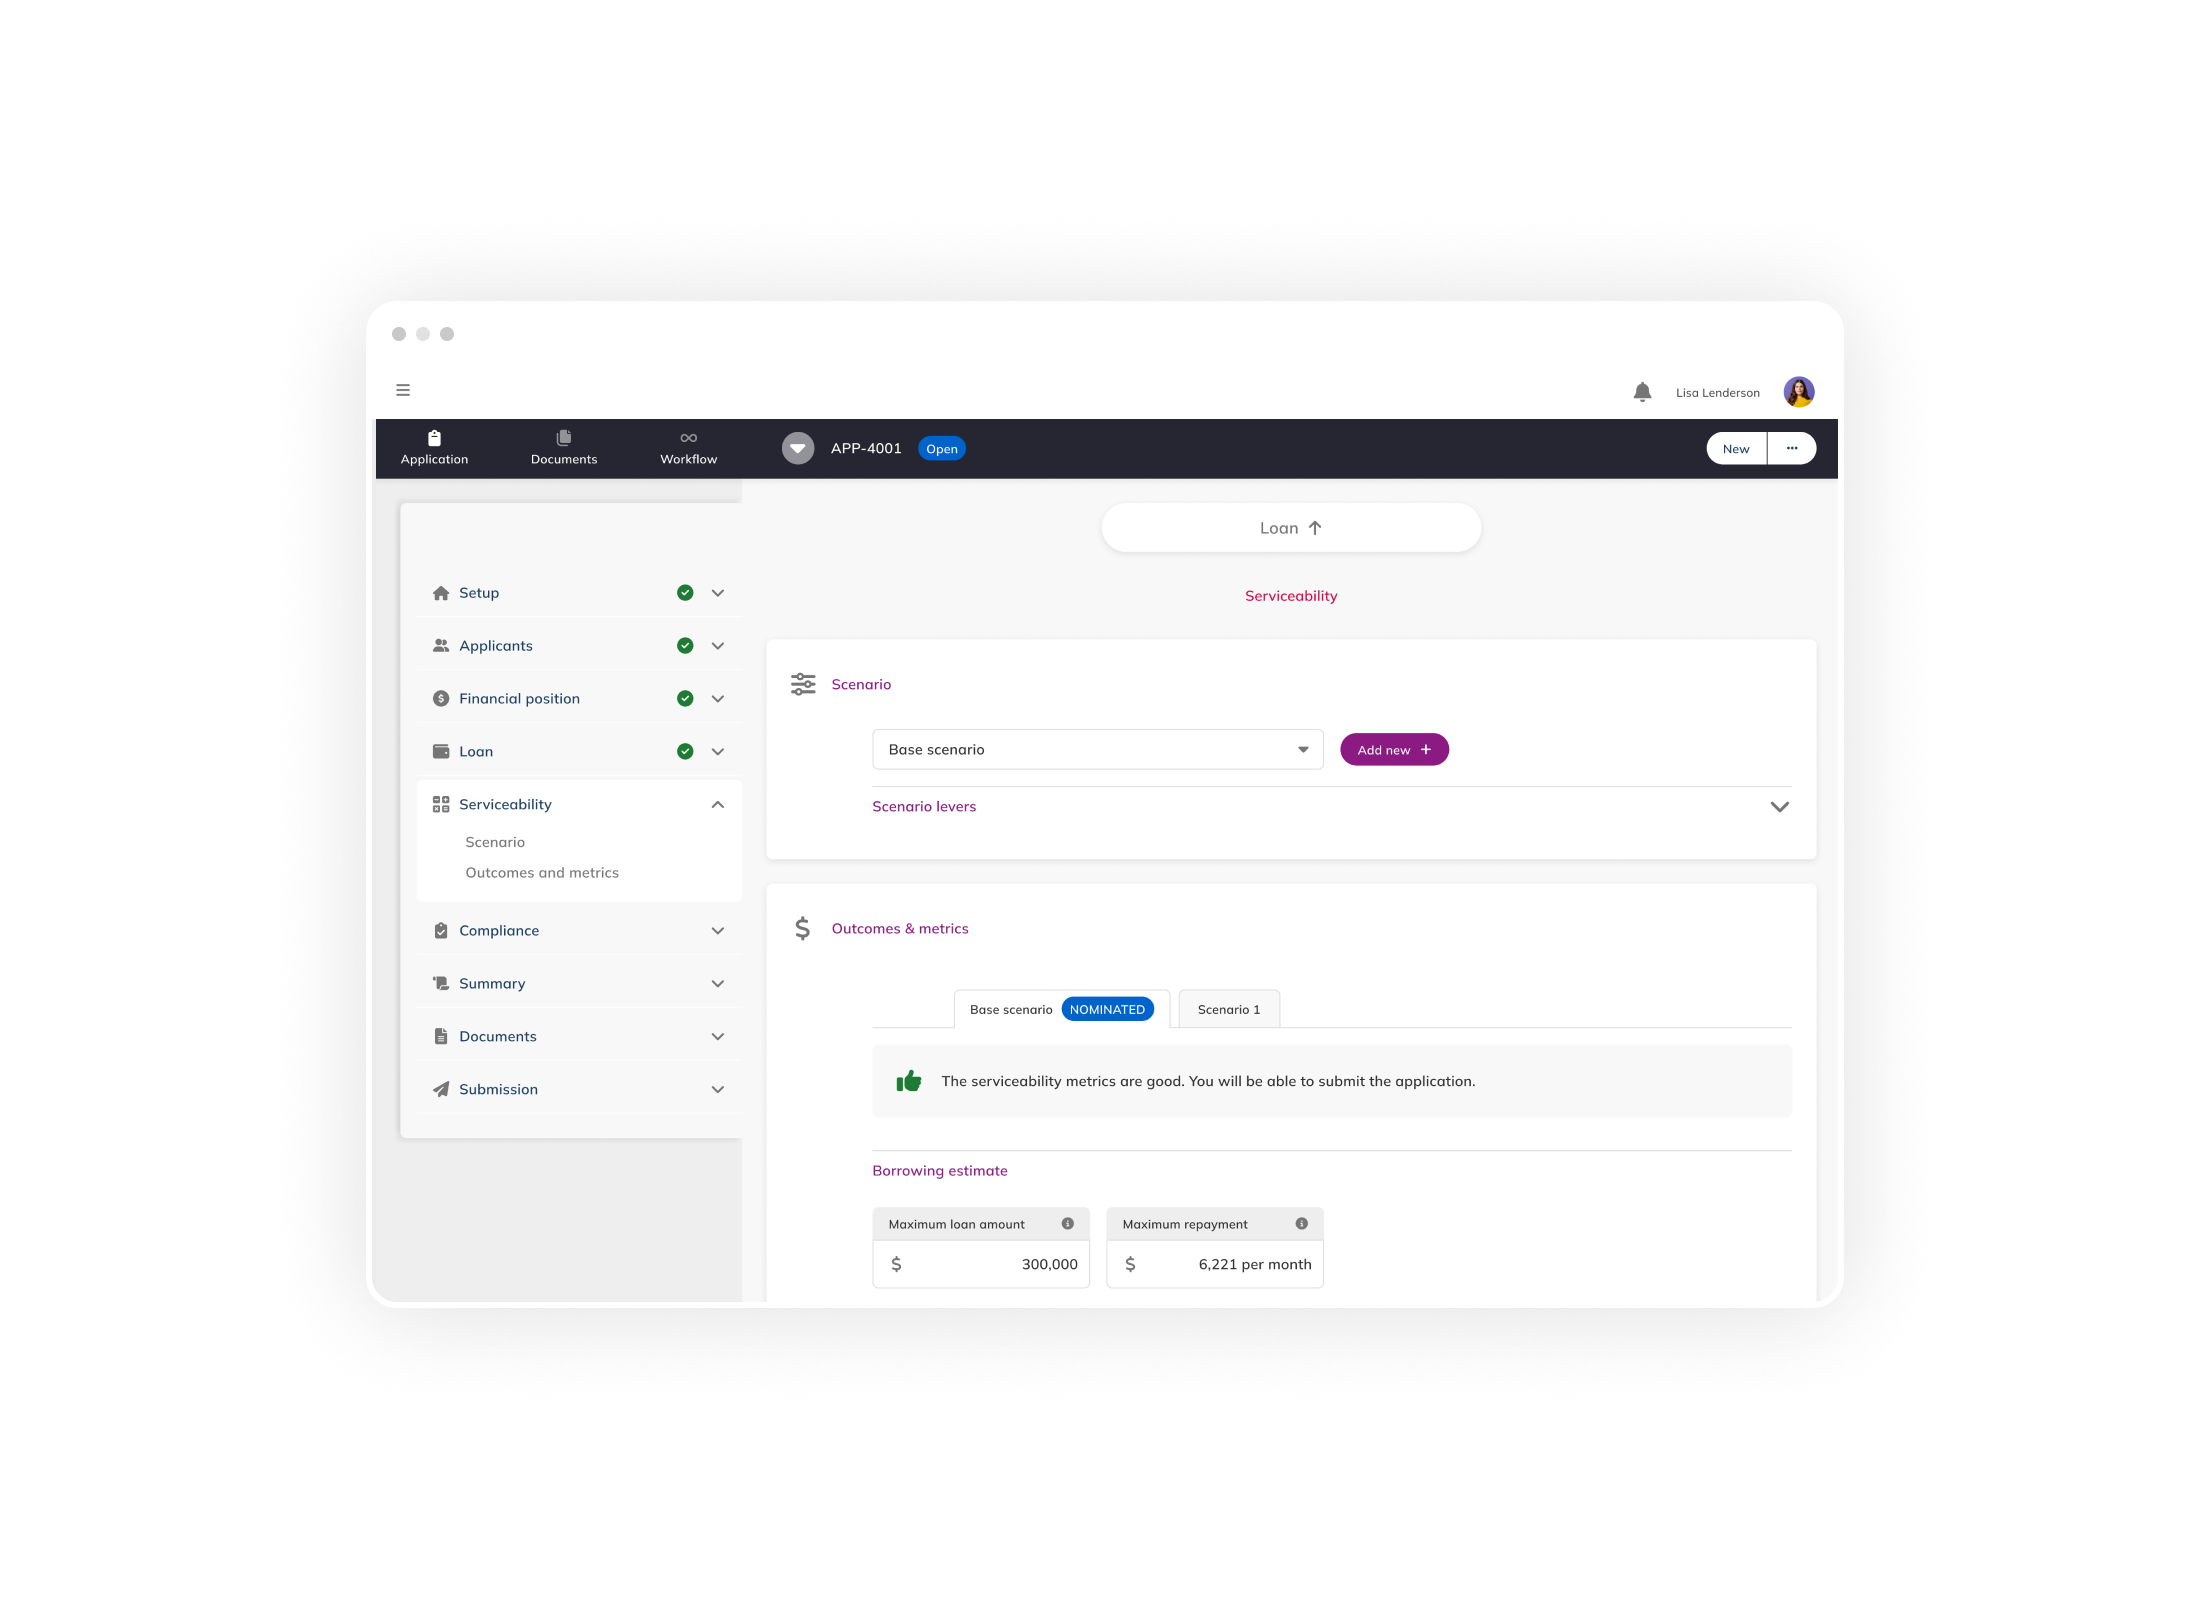 Lisa Lenderson
Application
Documents
Workflow
APP-4001
Open
New
Setup
Applicants
Financial position
Loan
Serviceability
Scenario
Outcomes and metrics
Compliance
Summary
Documents
Submission
Loan
Serviceability
Scenario
Base scenario
Add new +
Scenario levers
Outcomes & metrics
Base scenario NOMINATED
Scenario 1
The serviceability metrics are good. You will be able to submit the application.
Borrowing estimate
Maximum loan amount
$ 300,000
Maximum repayment
$ 6,221 per month